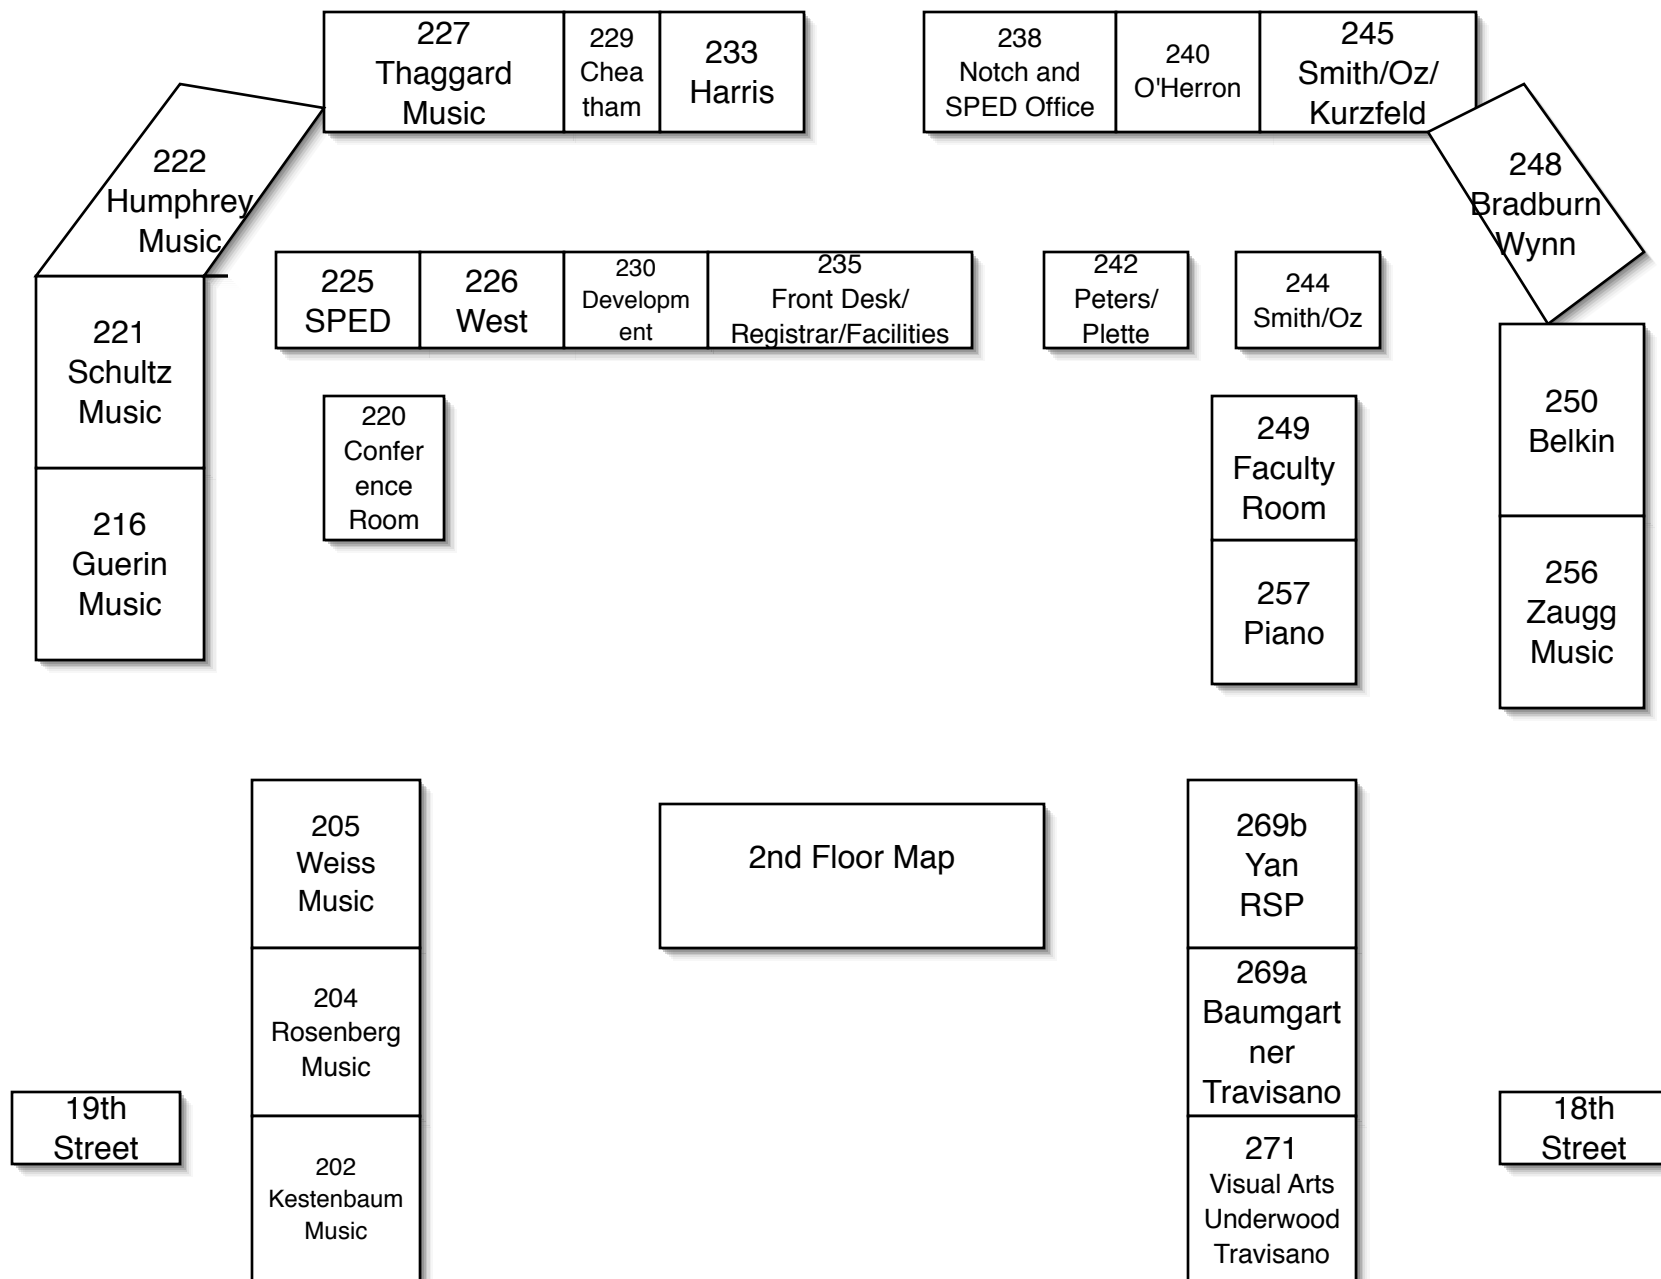 227
Thaggard
Music
229
Chea
tham
233
Harris
238
Notch and
SPED Office
240
O'Herron
245
Smith/Oz/
Kurzfeld
222
Humphrey
Music
248
Bradburn
Wynn
225
SPED
226
West
230
Developm
ent
235
Front Desk/
Registrar/Facilities
242
Peters/
Plette
244
Smith/Oz
221
Schultz
Music
220
Confer
ence
Room
249
Faculty
Room
250
Belkin
216
Guerin
Music
257
Piano
256
Zaugg
Music
205
Weiss
Music
2nd Floor Map
269b
Yan
RSP
204
Rosenberg
Music
269a
Baumgart
ner
Travisano
19th
Street
18th
Street
202
Kestenbaum
Music
271
Visual Arts
Underwood
Travisano